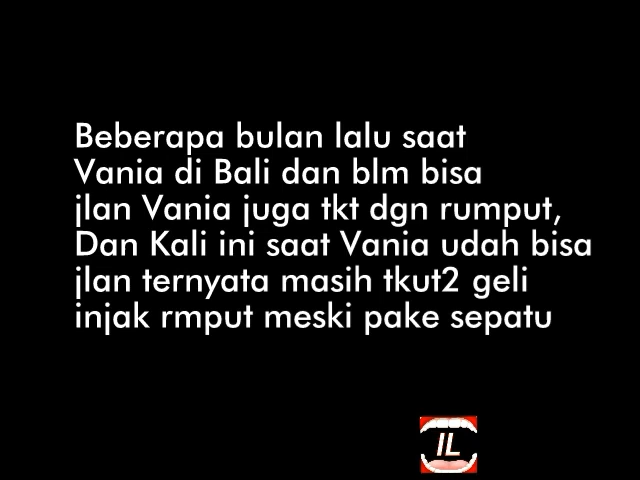 Beberapa bulan lalu saat
Vania di Bali dan blm bisa
jlan Vania juga tkt dgn rumput,
Dan Kali ini saat Vania udah bisa
jlan ternyata masih tkut2 geli
injak rmput meski pake sepatu
IL